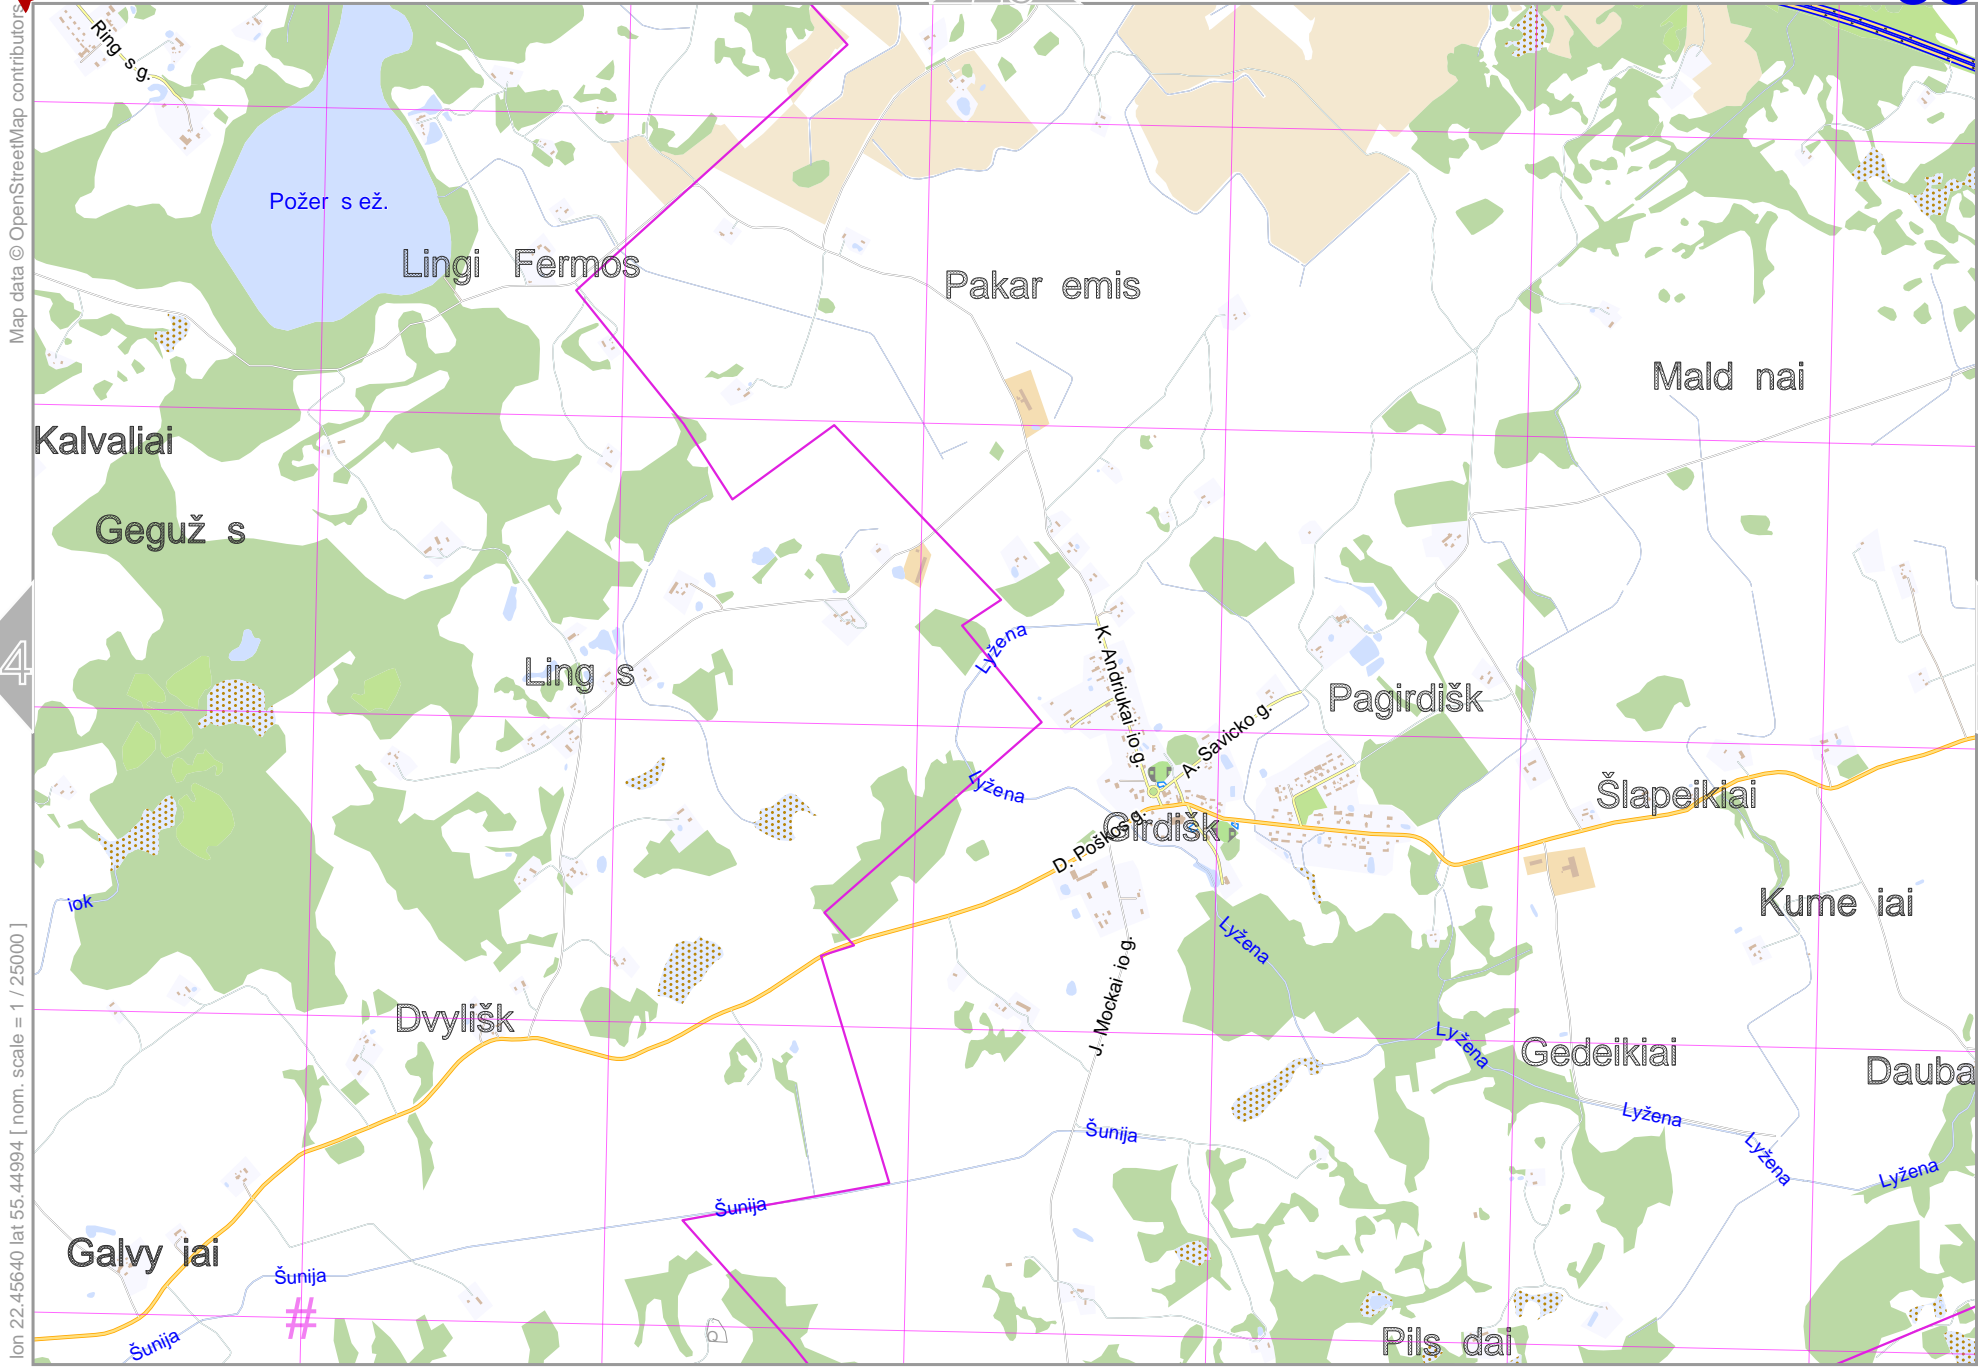 Map data © OpenStreetMap contributors
Ring s g.
Požer s ež.
Lingi Fermos
Pakar emis
Mald nai
Kalvaliai
Geguž s
4
Lyžena
K. Andriukai io g.
Ling s
Pagirdišk
A. Savicko g.
Lyžena
Šlapeikiai
Girdišk
D. Poškos g.
iok
Kume iai
Lyžena
J. Mockai io g.
Dvylišk
Lyžena
Gedeikiai
Dauba
Lyžena
Šunija
Lyžena
Lyžena
Šunija
Galvy iai
Šunija
#
Šunija
Pils dai
lon 22.45640 lat 55.44994 [ nom. scale = 1 / 25000 ]